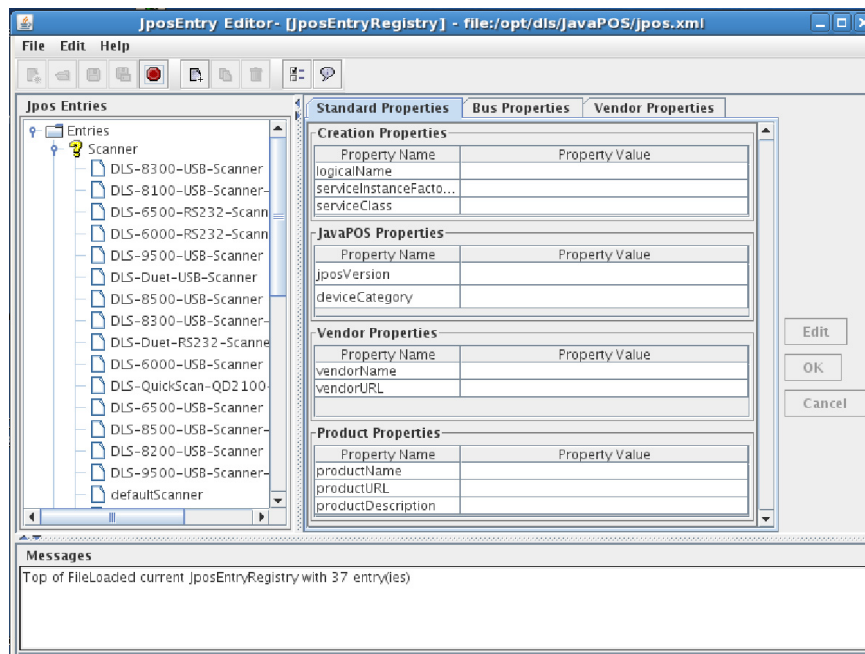 JposEntry Editor- [JposEntryRegistry] - file:/opt/dls/JavaPOS/jpos.xml
File Edit Help
Jpos Entries
Entries
Scanner
DLS-8300-USB-Scanner
DLS-8100-USB-Scanner-
DLS-6500-RS232-Scann
DLS-6000-RS232-Scann
DLS-9500-USB-Scanner
DLS-Duet-USB-Scanner
DLS-8500-USB-Scanner
DLS-8300-USB-Scanner-
DLS-Duet-RS232-Scanne
DLS-6000-USB-Scanner
DLS-QuickScan-QD2100-
DLS-6500-USB-Scanner
DLS-8500-USB-Scanner-
DLS-8200-USB-Scanner
DLS-9500-USB-Scanner-
defaultScanner
Standard Properties Bus Properties Vendor Properties
Creation Properties
Property Name Property Value
logicalName
serviceInstanceFacto...
serviceClass
JavaPOS Properties
Property Name Property Value
jposVersion
deviceCategory
Vendor Properties
Property Name Property Value
vendorName
vendorURL
Product Properties
Property Name Property Value
productName
productURL
productDescription
Edit
OK
Cancel
Messages
Top of FileLoaded current JposEntryRegistry with 37 entry(ies)